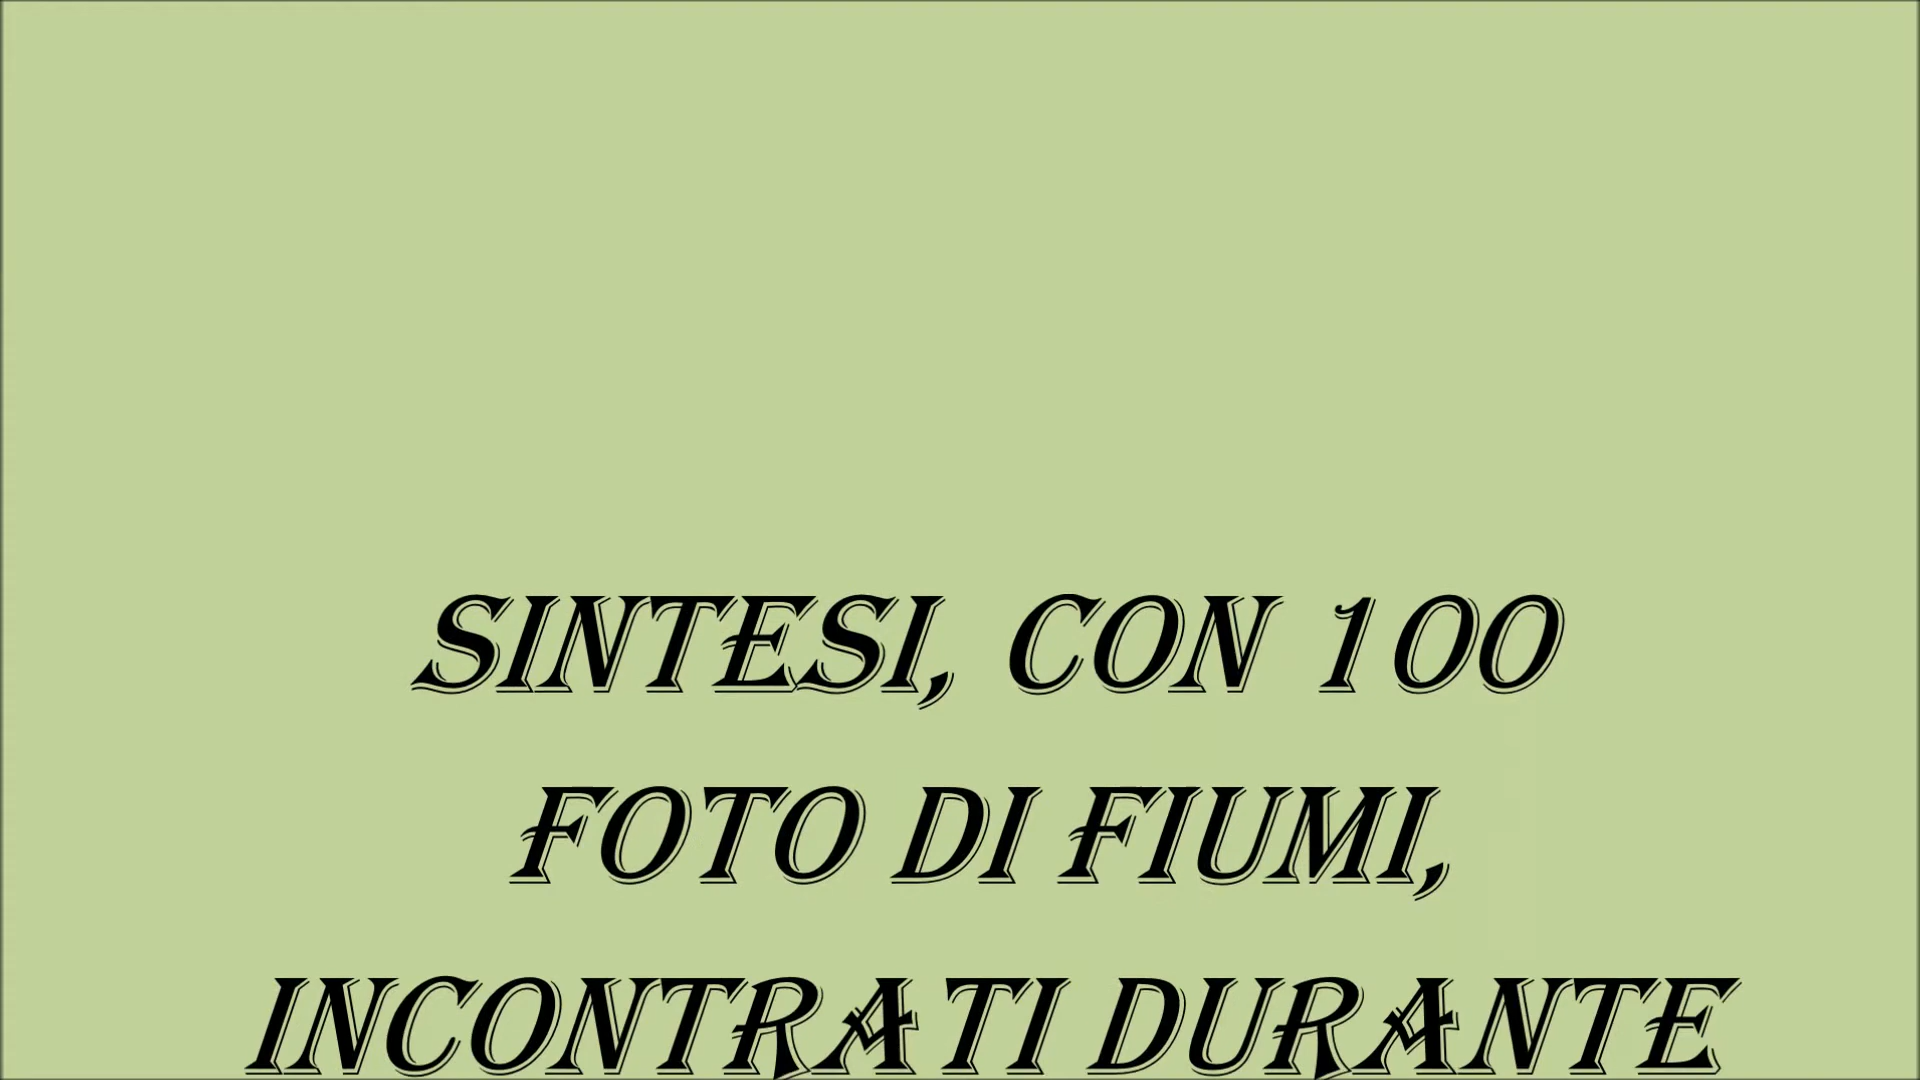 SINTESI, CON 100
FOTO DI FIUMI,
INCONTRATI DURANTE